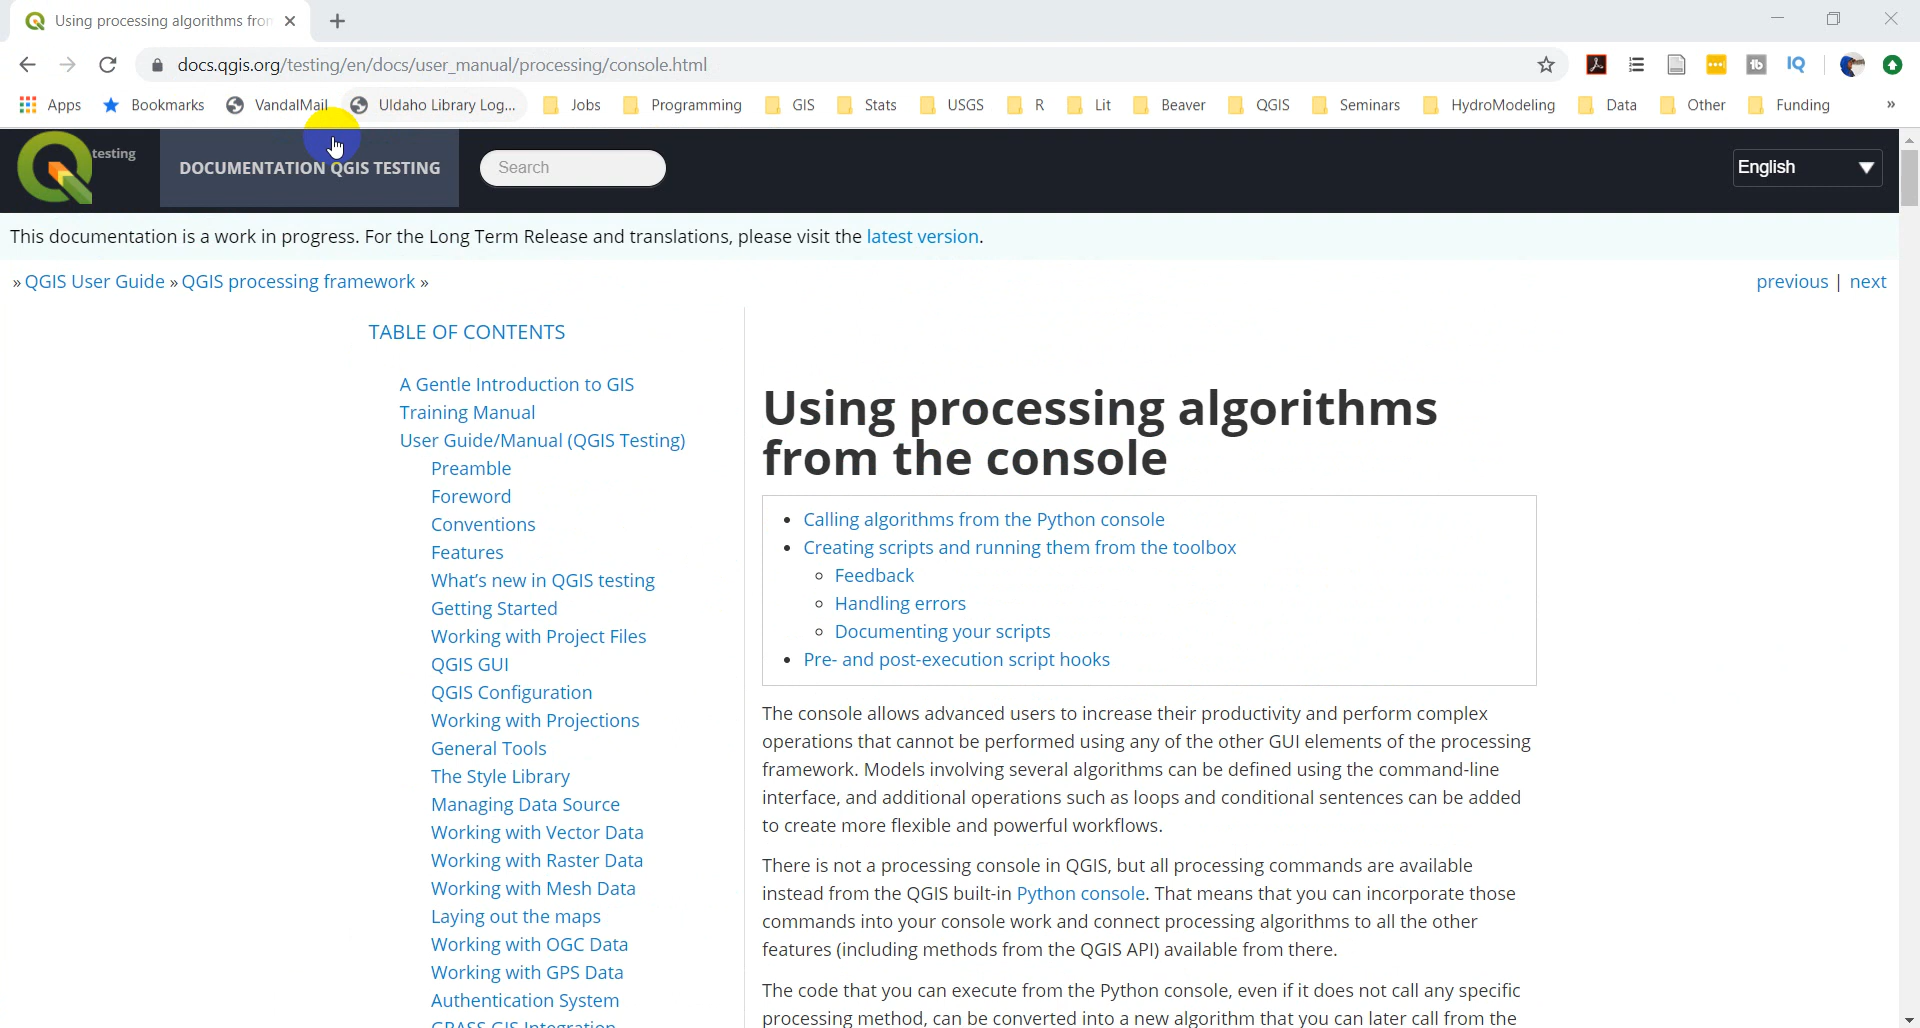 Using processing algorithms fro
docs.qgis.org/testing/en/docs/user_manual/processing/console.html
Apps Bookmarks VandalMail UIdaho Library Log... Jobs Programming GIS Stats USGS R Lit Beaver QGIS Seminars HydroModeling Data Other Funding »
testing
DOCUMENTATION QGIS TESTING
Search
English
This documentation is a work in progress. For the Long Term Release and translations, please visit the latest version.
» QGIS User Guide » QGIS processing framework »
previous | next
TABLE OF CONTENTS
A Gentle Introduction to GIS
Training Manual
User Guide/Manual (QGIS Testing)
Preamble
Foreword
Conventions
Features
What's new in QGIS testing
Getting Started
Working with Project Files
QGIS GUI
QGIS Configuration
Working with Projections
General Tools
The Style Library
Managing Data Source
Working with Vector Data
Working with Raster Data
Working with Mesh Data
Laying out the maps
Working with OGC Data
Working with GPS Data
Authentication System
GRASS GIS Integration
Using processing algorithms
from the console
• Calling algorithms from the Python console
• Creating scripts and running them from the toolbox
◦ Feedback
◦ Handling errors
◦ Documenting your scripts
• Pre- and post-execution script hooks
The console allows advanced users to increase their productivity and perform complex
operations that cannot be performed using any of the other GUI elements of the processing
framework. Models involving several algorithms can be defined using the command-line
interface, and additional operations such as loops and conditional sentences can be added
to create more flexible and powerful workflows.
There is not a processing console in QGIS, but all processing commands are available
instead from the QGIS built-in Python console. That means that you can incorporate those
commands into your console work and connect processing algorithms to all the other
features (including methods from the QGIS API) available from there.
The code that you can execute from the Python console, even if it does not call any specific
processing method, can be converted into a new algorithm that you can later call from the